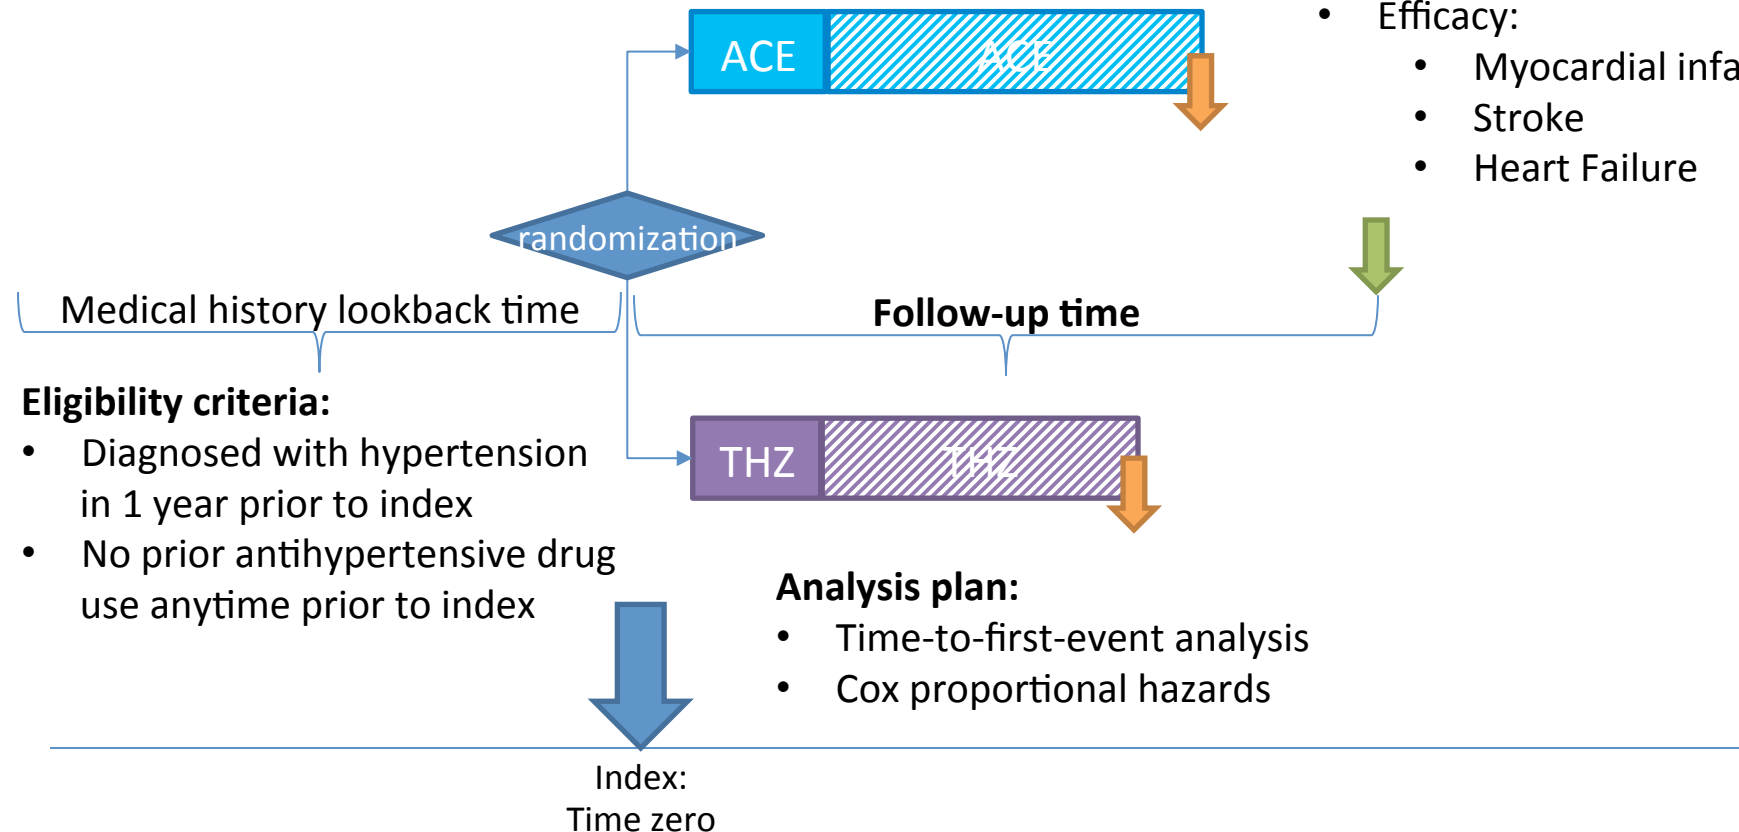 • Efficacy:
ACE ACE
• Myocardial infa
• Stroke
• Heart Failure
randomization
Medical history lookback time
Follow-up time
Eligibility criteria:
• Diagnosed with hypertension
in 1 year prior to index
• No prior antihypertensive drug
use anytime prior to index
THZ THZ
Analysis plan:
• Time-to-first-event analysis
• Cox proportional hazards
Index:
Time zero